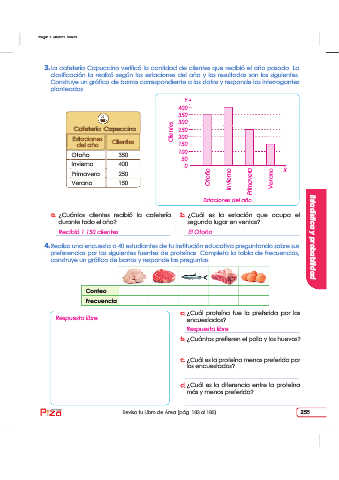 3. La cafetería Capuccino verificó la cantidad de clientes que recibió el año pasado. La
clasificación la realizó según las estaciones del año y los resultados son los siguientes.
Construye un gráfico de barras correspondiente a los datos y responde las interrogantes
planteadas.
Cafetería Capuccino
Estaciones del año Clientes
Otoño 350
Invierno 400
Primavera 250
Verano 150
Y
400
350
300
250
200
150
100
50
0
Clientes
Otoño
Invierno
Primavera
Verano
X
Estaciones del año
a. ¿Cuántos clientes recibió la cafetería
durante todo el año?
Recibió 1 150 clientes
b. ¿Cuál es la estación que ocupa el
segundo lugar en ventas?
El Otoño
4. Realiza una encuesta a 40 estudiantes de tu institución educativa preguntando sobre sus
preferencias por las siguientes fuentes de proteínas. Completa la tabla de frecuencias,
construye un gráfico de barras y responde las preguntas.
Conteo
Frecuencia
Respuesta libre
a. ¿Cuál proteína fue la preferida por los
encuestados?
Respuesta libre
b. ¿Cuántos prefieren el pollo y los huevos?
c. ¿Cuál es la proteína menos preferida por
los encuestados?
d. ¿Cuál es la diferencia entre la proteína
más y menos preferida?
Estadística y probabilidad
Revisa tu Libro de Área (pág. 180 al 183)
255